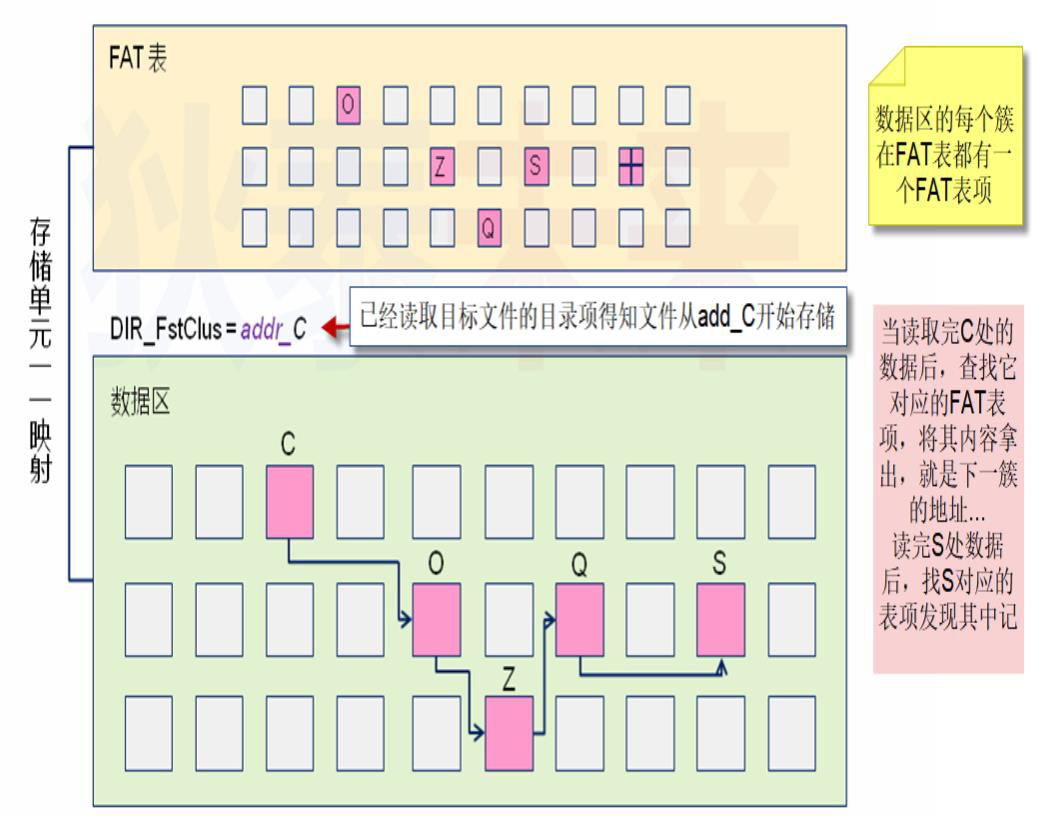 FAT表
O
Z
S
Q
数据区的每个簇
在FAT表都有一
个FAT表项
存储单元一一映射
DIR_FstClus = addr_C
已经读取目标文件的目录项得知文件从add_C开始存储
数据区
C
O
Q
S
Z
当读取完C处的
数据后，查找它
对应的FAT表
项，将其内容拿
出，就是下一簇
的地址...
读完S处数据
后，找S对应的
表项发现其中记
狄泰未来